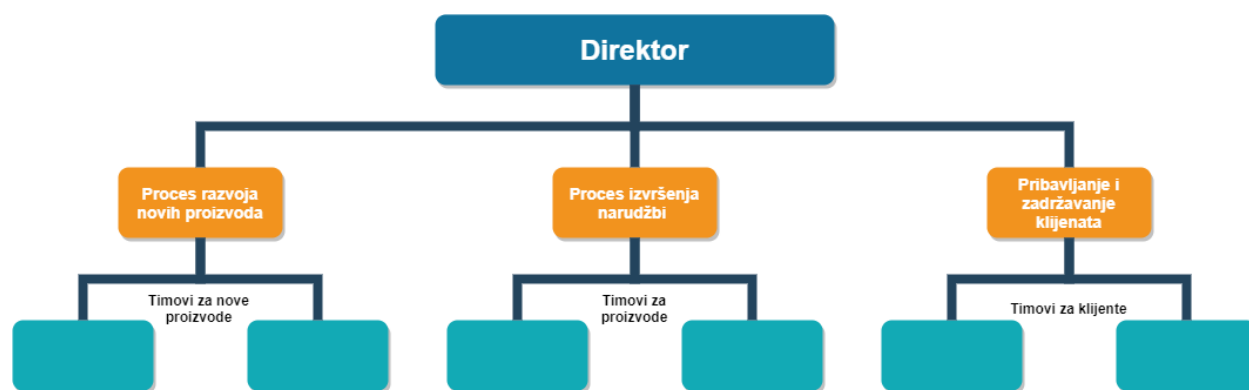 Direktor
Proces razvoja
novih proizvoda
Proces izvršenja
narudžbi
Pribavljanje i
zadržavanje
klijenata
Timovi za nove
proizvode
Timovi za
proizvode
Timovi za klijente